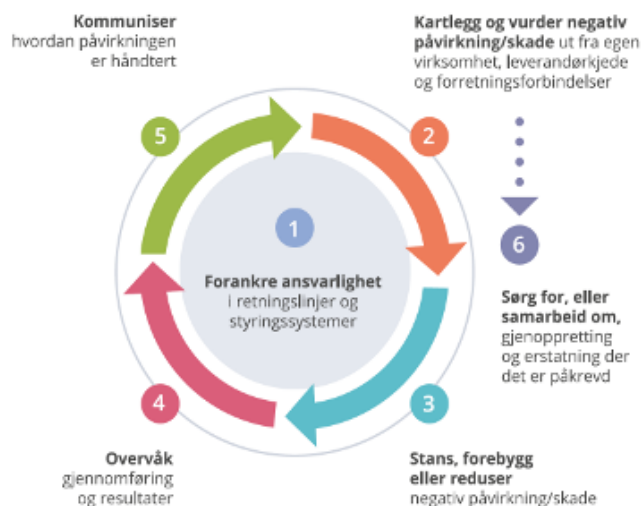 Kommuniser
hvordan påvirkningen
er håndtert
Kartlegg og vurder negativ
påvirkning/skade ut fra egen
virksomhet, leverandørkjede
og forretningsforbindelser
5
2
1
Forankre ansvarlighet
i retningslinjer og
styringssystemer
6
Sørg for, eller
samarbeid om,
gjenoppretting
og erstatning der
det er påkrevd
4
3
Overvåk
gjennomføring
og resultater
Stans, forebygg
eller reduser
negativ påvirkning/skade